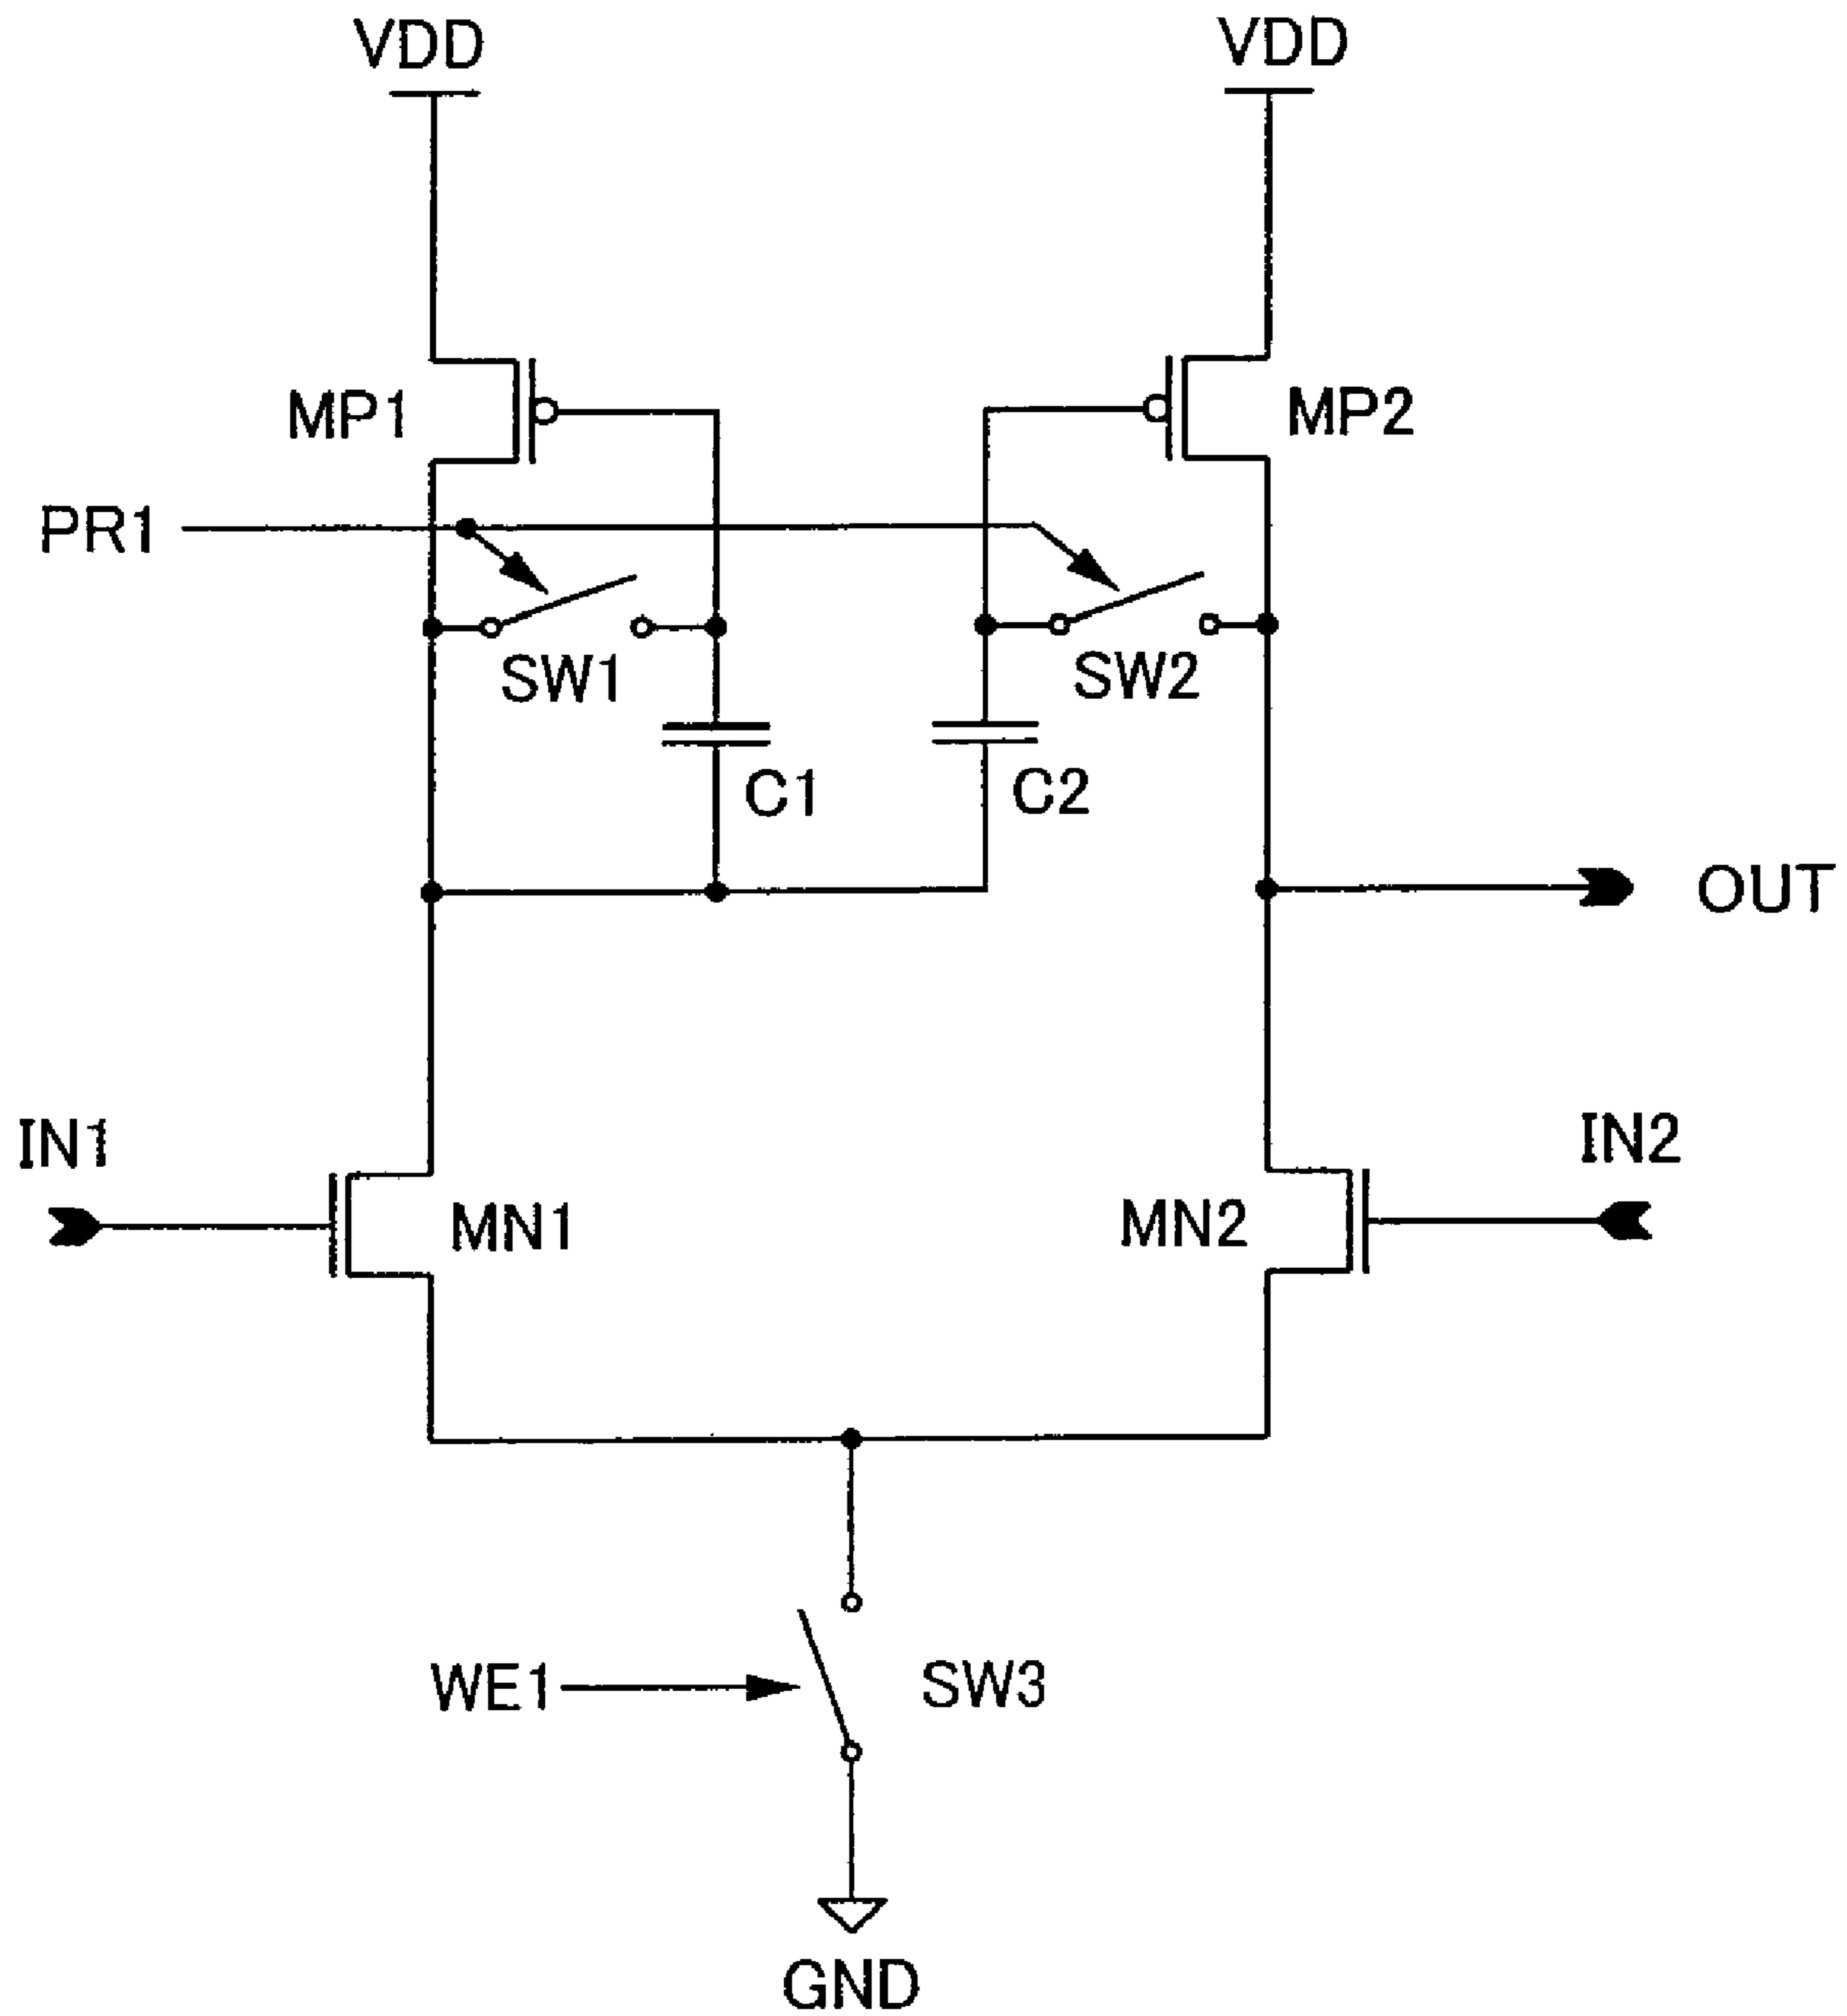 VDD VDD
MP1 MP2
PR1
SW1 SW2
C1 C2
OUT
IN1 IN2
MN1 MN2
WE1 SW3
GND